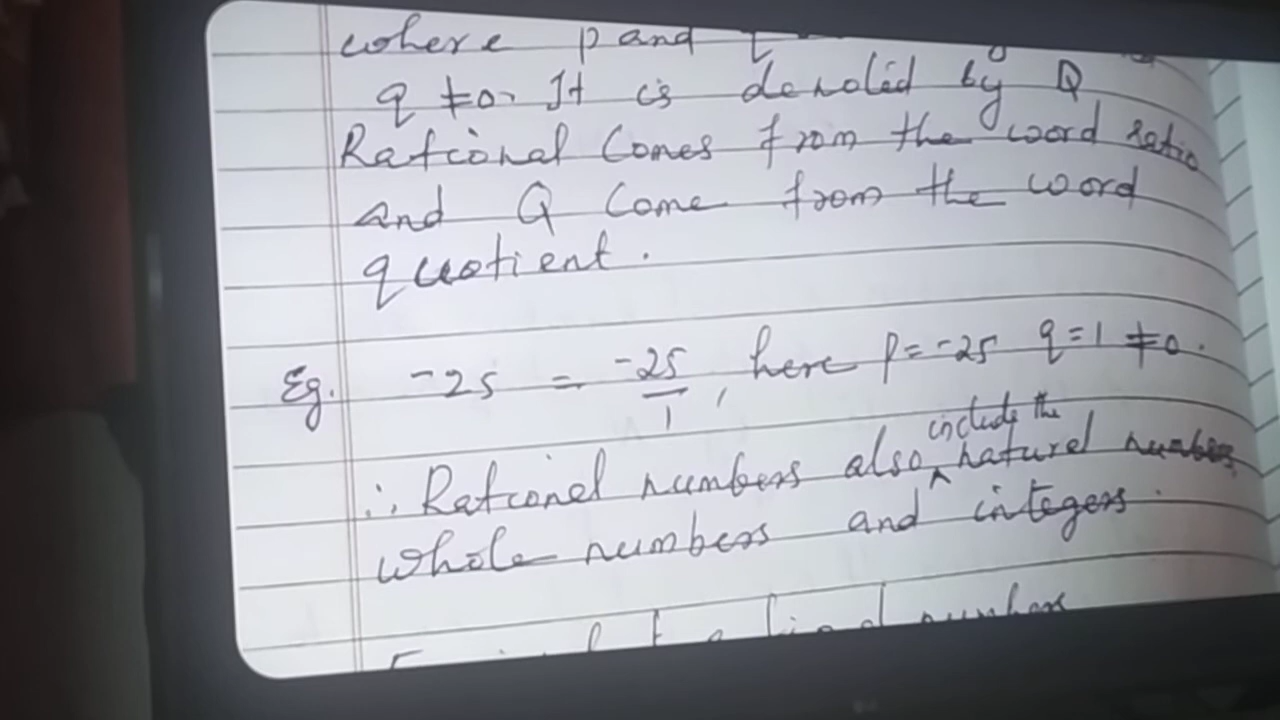 where p and q
q ≠ 0. It is denoted by Q
Rational Comes from the word ratio
and Q Come from the word
quotient.
Eg. -25 = -25/1, here p = -25 q = 1 ≠ 0.
∴ Rational numbers also include the natural numbers
whole numbers and integers.
numbers